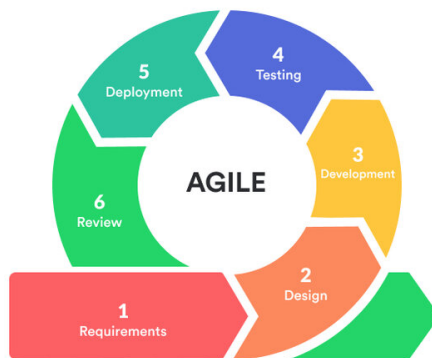 AGILE
1
Requirements
2
Design
3
Development
4
Testing
5
Deployment
6
Review